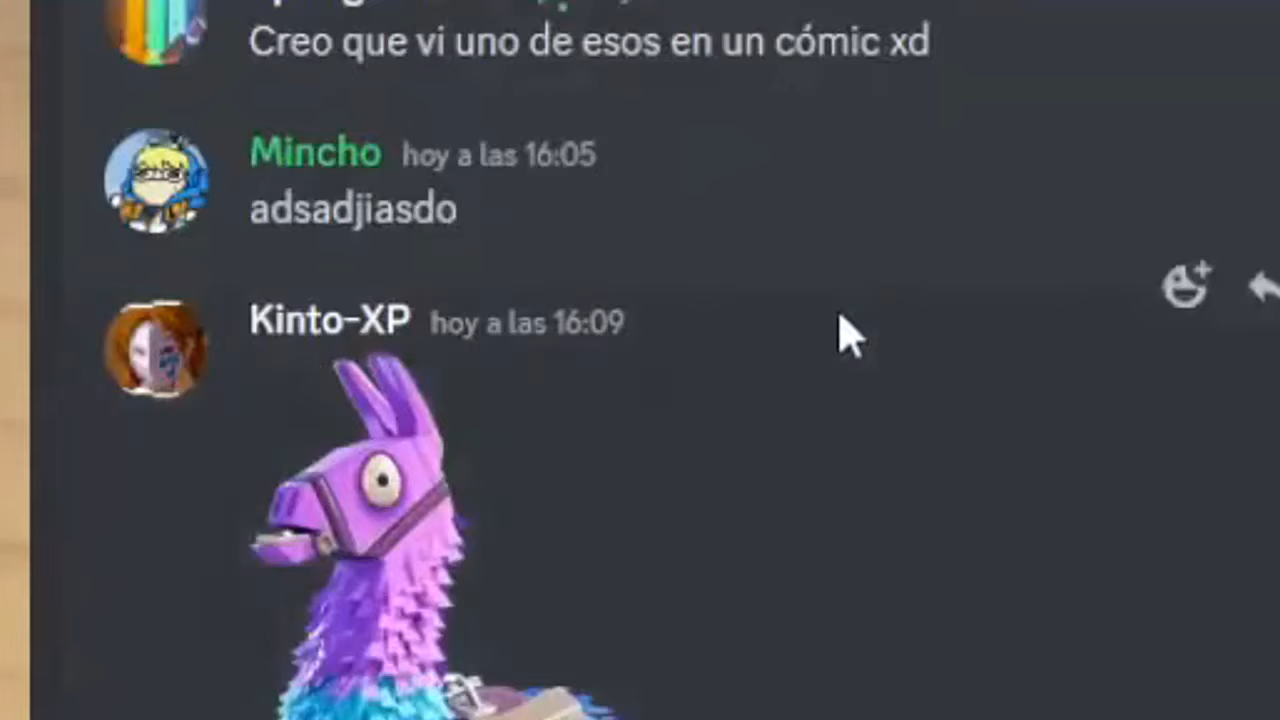 Creo que vi uno de esos en un cómic xd
Mincho hoy a las 16:05
adsadjiasdo
Kinto-XP hoy a las 16:09